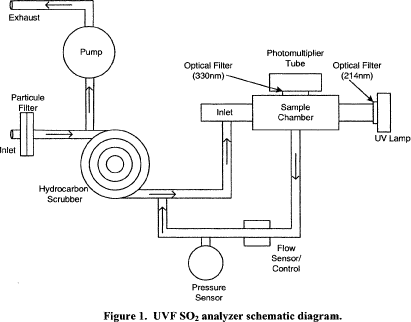 Exhaust
Pump
Particule
Filter
Inlet
Hydrocarbon
Scrubber
Optical Filter
(330nm)
Photomultiplier
Tube
Optical Filter
(214nm)
Inlet
Sample
Chamber
UV Lamp
Flow
Sensor/
Control
Pressure
Sensor
Figure 1. UVF SO₂ analyzer schematic diagram.